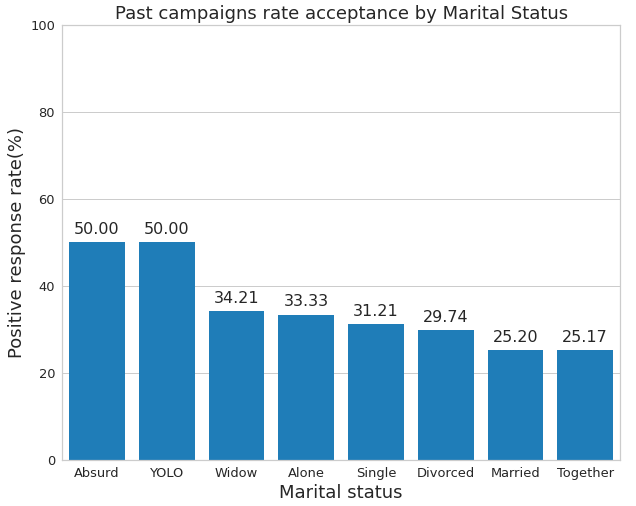 Past campaigns rate acceptance by Marital Status
Positive response rate(%)
100
80
60
40
20
0
50.00 50.00 34.21 33.33 31.21 29.74 25.20 25.17
Absurd YOLO Widow Alone Single Divorced Married Together
Marital status